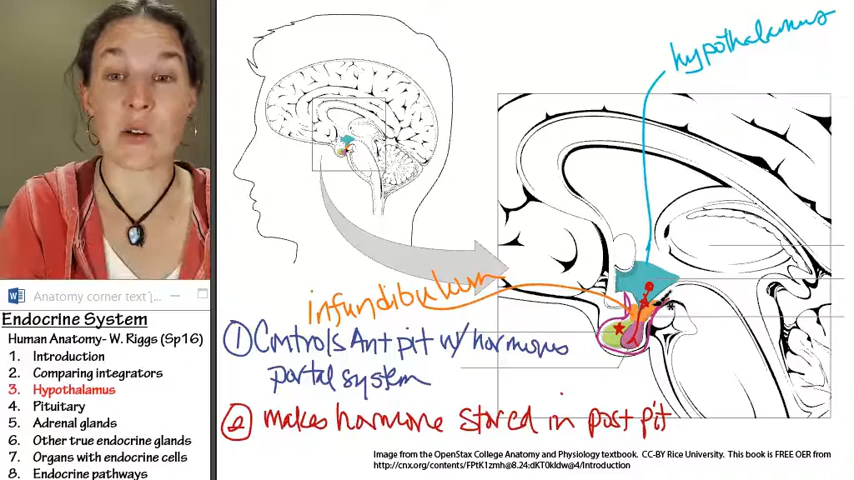 hypothalamus
infundibulum
① Controls Ant pit w/ hormones
portal system
② makes hormone stored in post pit
Anatomy corner text
Endocrine System
Human Anatomy- W. Riggs (Sp16)
1. Introduction
2. Comparing integrators
3. Hypothalamus
4. Pituitary
5. Adrenal glands
6. Other true endocrine glands
7. Organs with endocrine cells
8. Endocrine pathways
Image from the OpenStax College Anatomy and Physiology textbook. CC-BY Rice University. This book is FREE OER from
http://cnx.org/contents/FPtK1zmh@8.24:dKT0kldw@4/Introduction